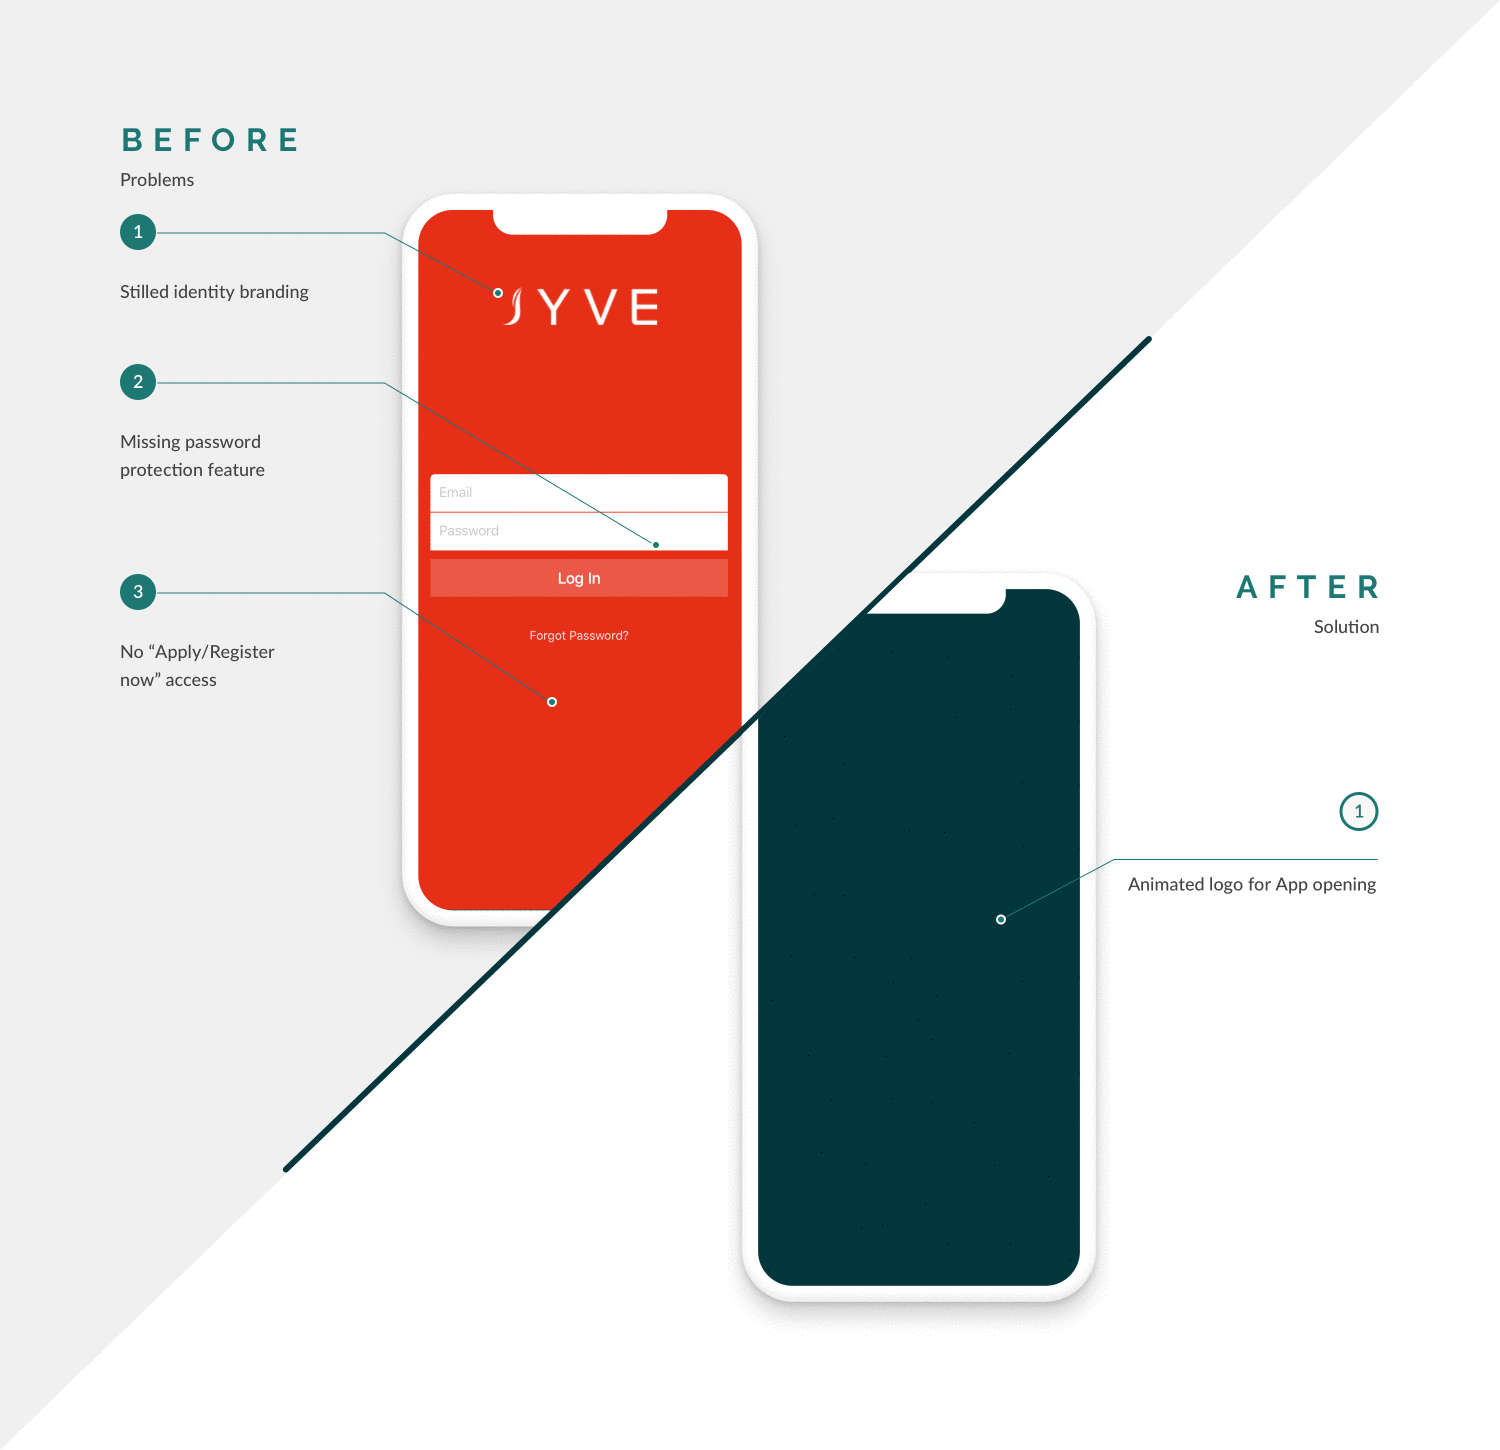 BEFORE
Problems
1
Stilled identity branding
2
Missing password
protection feature
3
No “Apply/Register
now” access
JYVE
Email
Password
Log In
Forgot Password?
AFTER
Solution
1
Animated logo for App opening